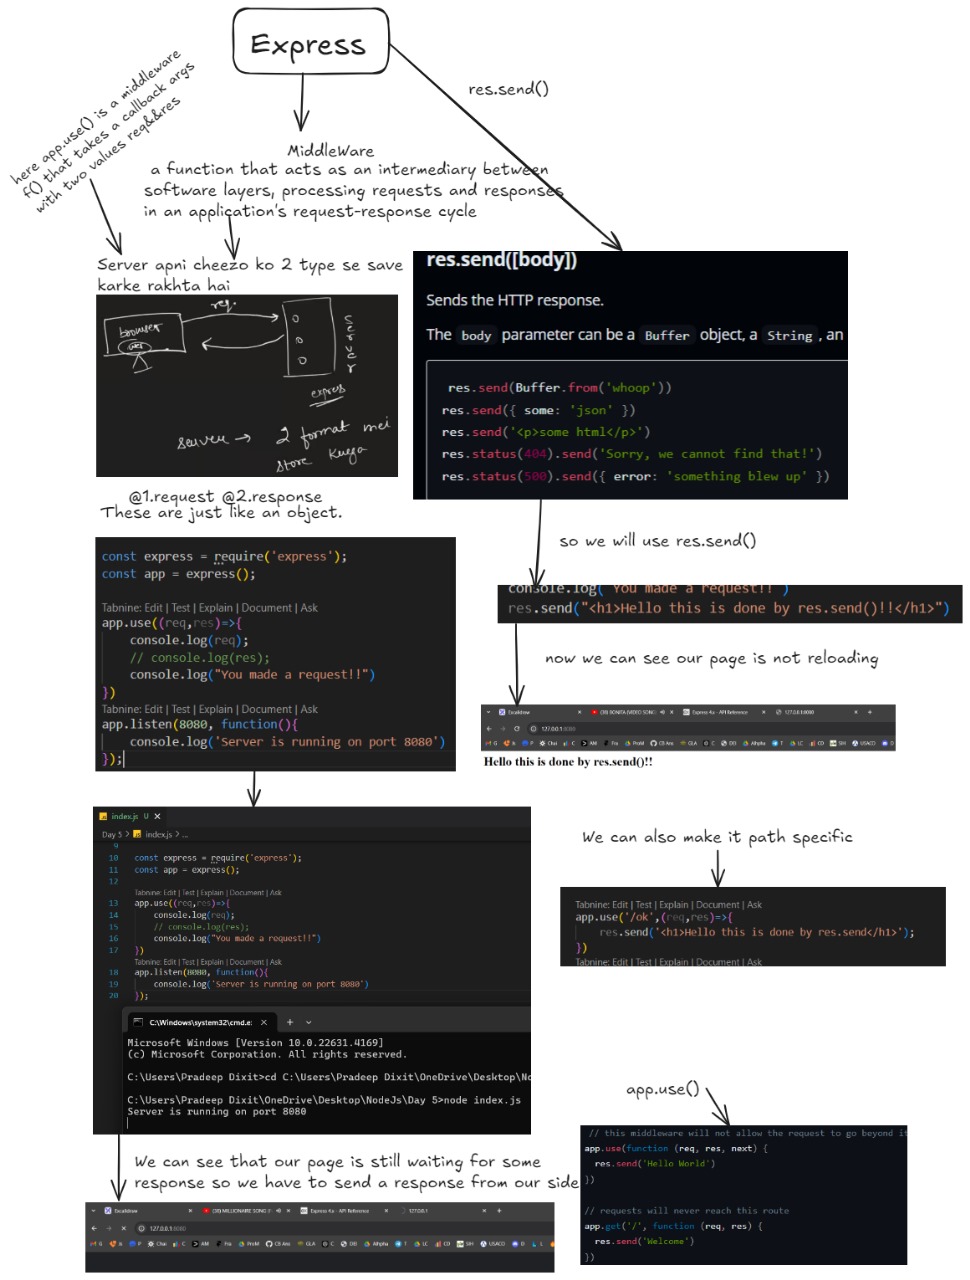 Express
res.send()
here app.use() is a middleware
f() that takes a callback args
with two values req&&res
MiddleWare
a function that acts as an intermediary between
software layers, processing requests and responses
in an application's request-response cycle
Server apni cheezo ko 2 type se save
karke rakhta hai
req.
browser
server
express
server → 2 format mei
store karega
@1.request @2.response
These are just like an object.
const express = require('express');
const app = express();
Tabnine: Edit | Test | Explain | Document | Ask
app.use((req,res)=>{
console.log(req);
// console.log(res);
console.log("You made a request!!")
})
Tabnine: Edit | Test | Explain | Document | Ask
app.listen(8080, function(){
console.log('Server is running on port 8080')
});
index.js U ×
Day 5 > index.js > ...
9
10 const express = require('express');
11 const app = express();
12
Tabnine: Edit | Test | Explain | Document | Ask
13 app.use((req,res)=>{
14 console.log(req);
15 // console.log(res);
16 console.log("You made a request!!")
17 })
Tabnine: Edit | Test | Explain | Document | Ask
18 app.listen(8080, function(){
19 console.log('Server is running on port 8080')
20 });
C:\Windows\system32\cmd.e: × +
Microsoft Windows [Version 10.0.22631.4169]
(c) Microsoft Corporation. All rights reserved.
C:\Users\Pradeep Dixit>cd C:\Users\Pradeep Dixit\OneDrive\Desktop\No
C:\Users\Pradeep Dixit\OneDrive\Desktop\NodeJs\Day 5>node index.js
Server is running on port 8080
We can see that our page is still waiting for some
response so we have to send a response from our side
Excalidraw (38) MILLIONAIRE SONG Express 4.x - API Reference 127.0.0.1
127.0.0.1:8080
res.send([body])
Sends the HTTP response.
The body parameter can be a Buffer object, a String , an
res.send(Buffer.from('whoop'))
res.send({ some: 'json' })
res.send('<p>some html</p>')
res.status(404).send('Sorry, we cannot find that!')
res.status(500).send({ error: 'something blew up' })
so we will use res.send()
console.log("You made a request!!")
res.send("<h1>Hello this is done by res.send()!!</h1>")
now we can see our page is not reloading
Excalidraw (38) BONITA (VIDEO SONG) Express 4.x - API Reference 127.0.0.1:8080
127.0.0.1:8080
Hello this is done by res.send()!!
We can also make it path specific
Tabnine: Edit | Test | Explain | Document | Ask
app.use('/ok',(req,res)=>{
res.send('<h1>Hello this is done by res.send</h1>');
})
Tabnine: Edit | Test | Explain | Document | Ask
app.use()
// this middleware will not allow the request to go beyond it
app.use(function (req, res, next) {
res.send('Hello World')
})
// requests will never reach this route
app.get('/', function (req, res) {
res.send('Welcome')
})